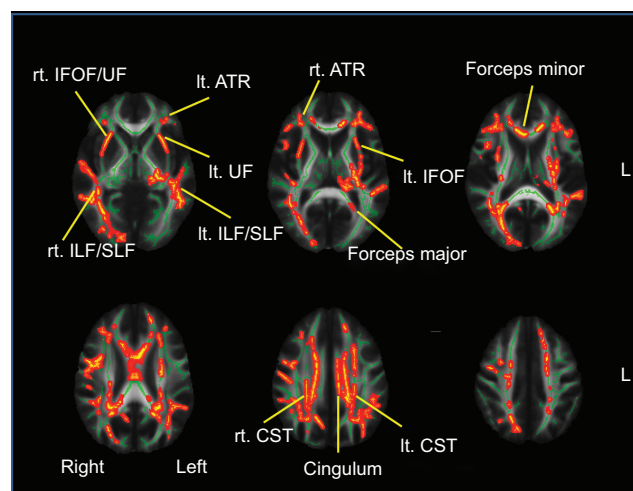 rt. IFOF/UF
lt. ATR
rt. ATR
Forceps minor
lt. UF
lt. IFOF
L
rt. ILF/SLF
lt. ILF/SLF
Forceps major
rt. CST
lt. CST
L
Right
Left
Cingulum